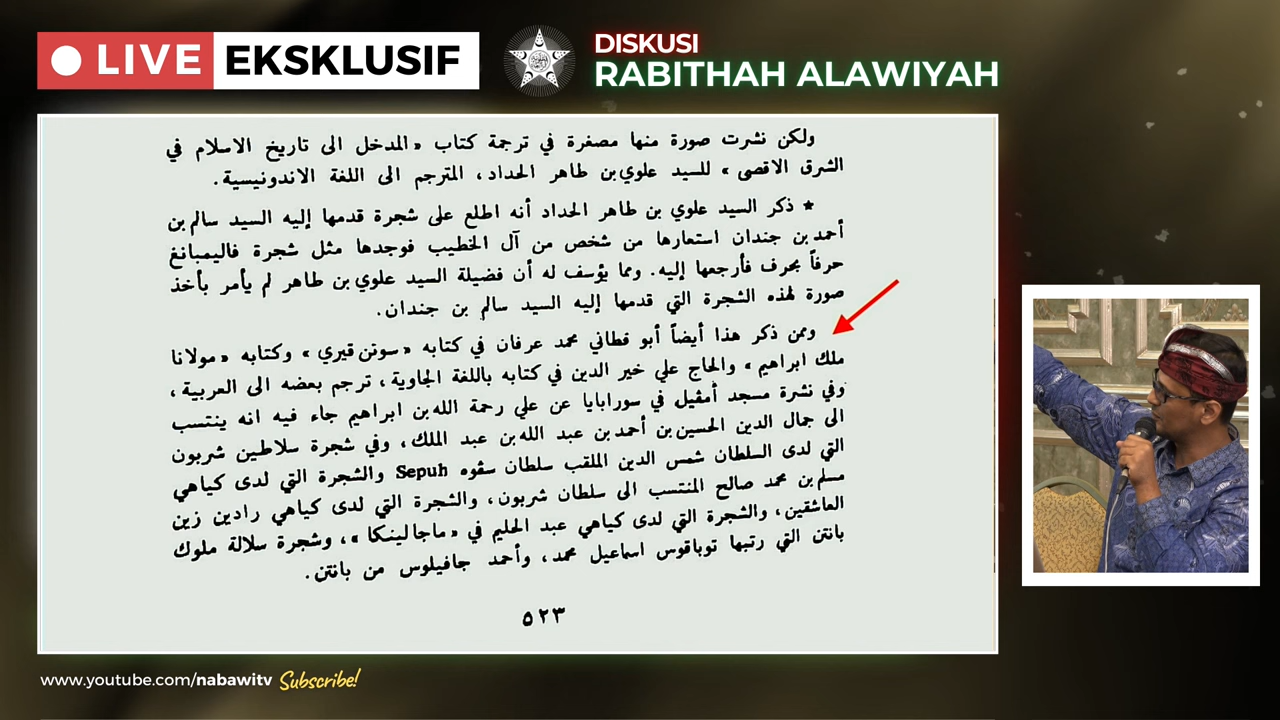 LIVE EKSKLUSIF
DISKUSI
RABITHAH ALAWIYAH
ولكن نشرت صورة منها مصغرة في ترجمة كتاب «المدخل الى تاريخ الاسلام في
الشرق الاقصى» للسيد علوي بن طاهر الحداد، المترجم الى اللغة الاندونيسية.
* ذكر السيد علوي بن طاهر الحداد أنه اطلع على شجرة قدمها إليه السيد سالم بن
أحمد بن جندان استعارها من شخص من آل الخطيب فوجدها مثل شجرة فاليمبانغ
حرفاً بحرف فأرجعها إليه. ومما يؤسف له أن فضيلة السيد علوي بن طاهر لم يأمر بأخذ
صورة لهذه الشجرة التي قدمها إليه السيد سالم بن جندان.
وممن ذكر هذا أيضاً أبو قطاني محمد عرفان في كتابه «سونن قيري» وكتابه «مولانا
ملك ابراهيم» والحاج علي خير الدين في كتابه باللغة الجاوية، ترجم بعضه الى العربية،
وفي نشرة مسجد أمڤيل في سورابايا عن علي رحمة الله بن ابراهيم جاء فيه انه ينتسب
الى جمال الدين الحسين بن أحمد بن عبد الله بن عبد الملك، وفي شجرة سلاطين شربون
التي لدى السلطان شمس الدين الملقب سلطان سڤوه Sepuh والشجرة التي لدى كياهي
مسلم بن محمد صالح المنتسب الى سلطان شربون، والشجرة التي لدى كياهي رادين زين
العاشقين، والشجرة التي لدى كياهي عبد الحليم في «ماجالينكا»، وشجرة سلالة ملوك
بانتن التي رتبها توباقوس اسماعيل محمد، وأحمد جافيلوس من بانتن.
٥٢٣
www.youtube.com/nabawitv Subscribe!